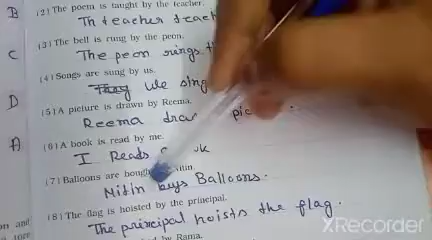 B (2) The poem is taught by the teacher.
Th teacher teach
(3) The bell is rung by the peon.
C The peon rings
(4) Songs are sung by us.
They We sing
D (5) A picture is drawn by Reema.
Reema draw pic
A (6) A book is read by me.
I Reads
(7) Balloons are bough
Nitin buys Balloons.
(8) The flag is hoisted by the principal.
The principal hoists the flag.
by Rama.
XRecorder